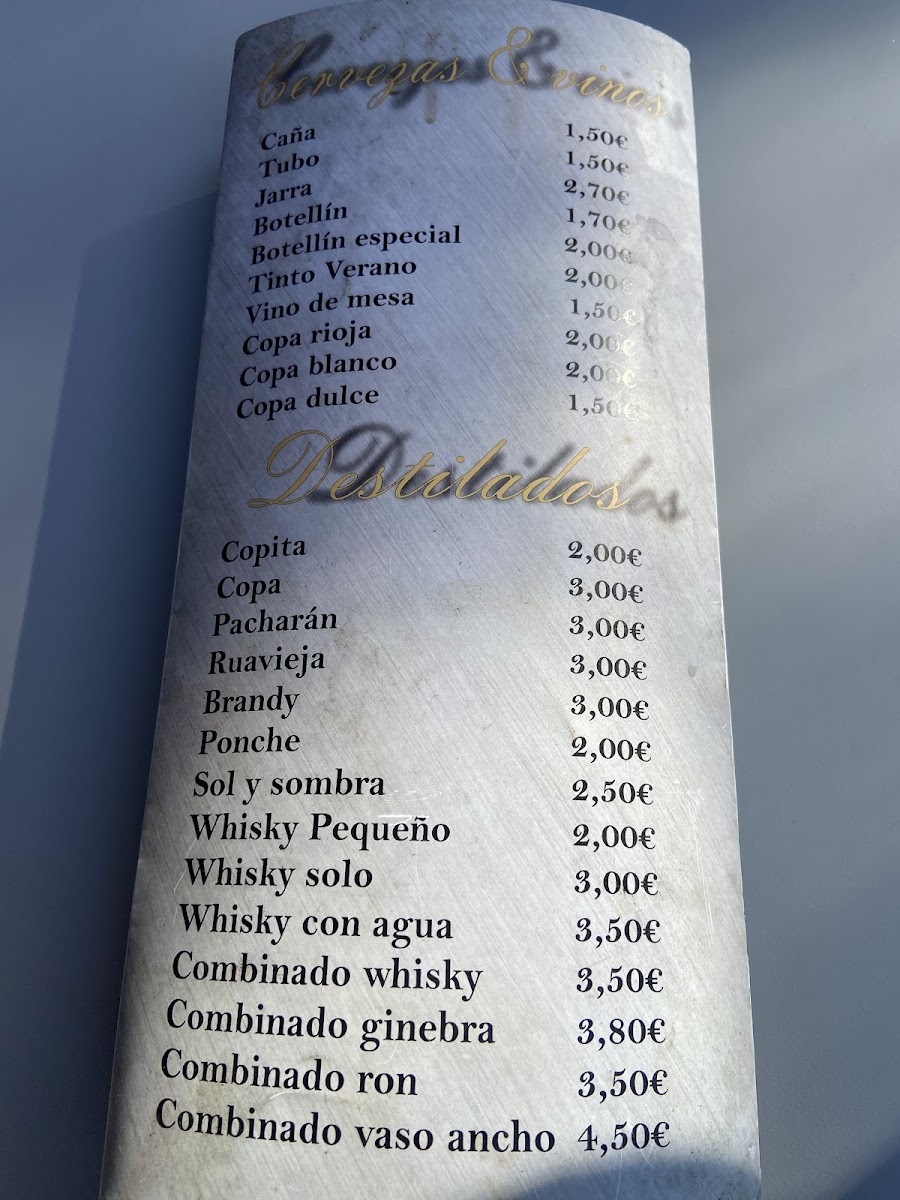 Cervezas & vinos
Caña 1,50€
Tubo 1,50€
Jarra 2,70€
Botellín 1,70€
Botellín especial 2,00€
Tinto Verano 2,00€
Vino de mesa 1,50€
Copa rioja 2,00€
Copa blanco 2,00€
Copa dulce 1,50€
Destilados
Copita 2,00€
Copa 3,00€
Pacharán 3,00€
Ruavieja 3,00€
Brandy 3,00€
Ponche 2,00€
Sol y sombra 2,50€
Whisky Pequeño 2,00€
Whisky solo 3,00€
Whisky con agua 3,50€
Combinado whisky 3,50€
Combinado ginebra 3,80€
Combinado ron 3,50€
Combinado vaso ancho 4,50€